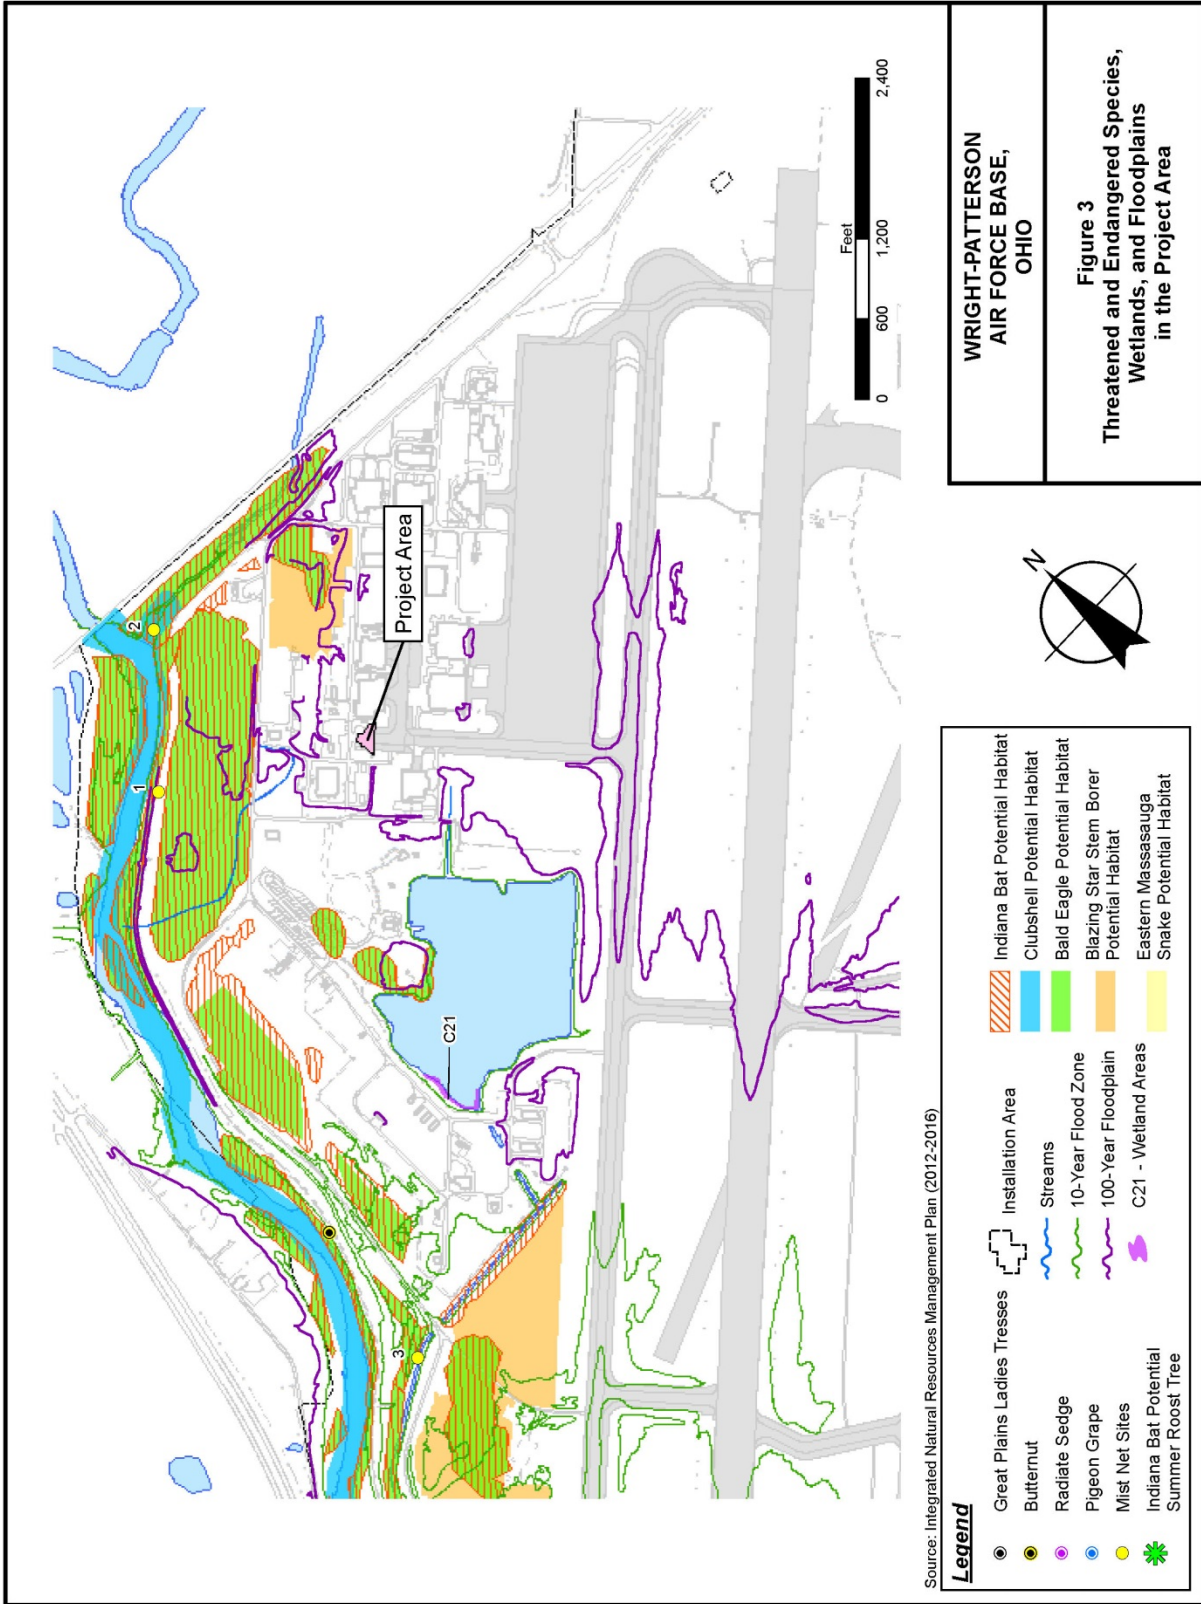 2
1
3
C21
Project Area
Feet
0
600
1,200
2,400
N
Source: Integrated Natural Resources Management Plan (2012-2016)
Legend
Great Plains Ladies Tresses
Butternut
Radiate Sedge
Pigeon Grape
Mist Net Sites
Indiana Bat Potential
Summer Roost Tree
Installation Area
Streams
10-Year Flood Zone
100-Year Floodplain
C21 - Wetland Areas
Indiana Bat Potential Habitat
Clubshell Potential Habitat
Bald Eagle Potential Habitat
Blazing Star Stem Borer
Potential Habitat
Eastern Massasauga
Snake Potential Habitat
WRIGHT-PATTERSON
AIR FORCE BASE,
OHIO
Figure 3
Threatened and Endangered Species,
Wetlands, and Floodplains
in the Project Area